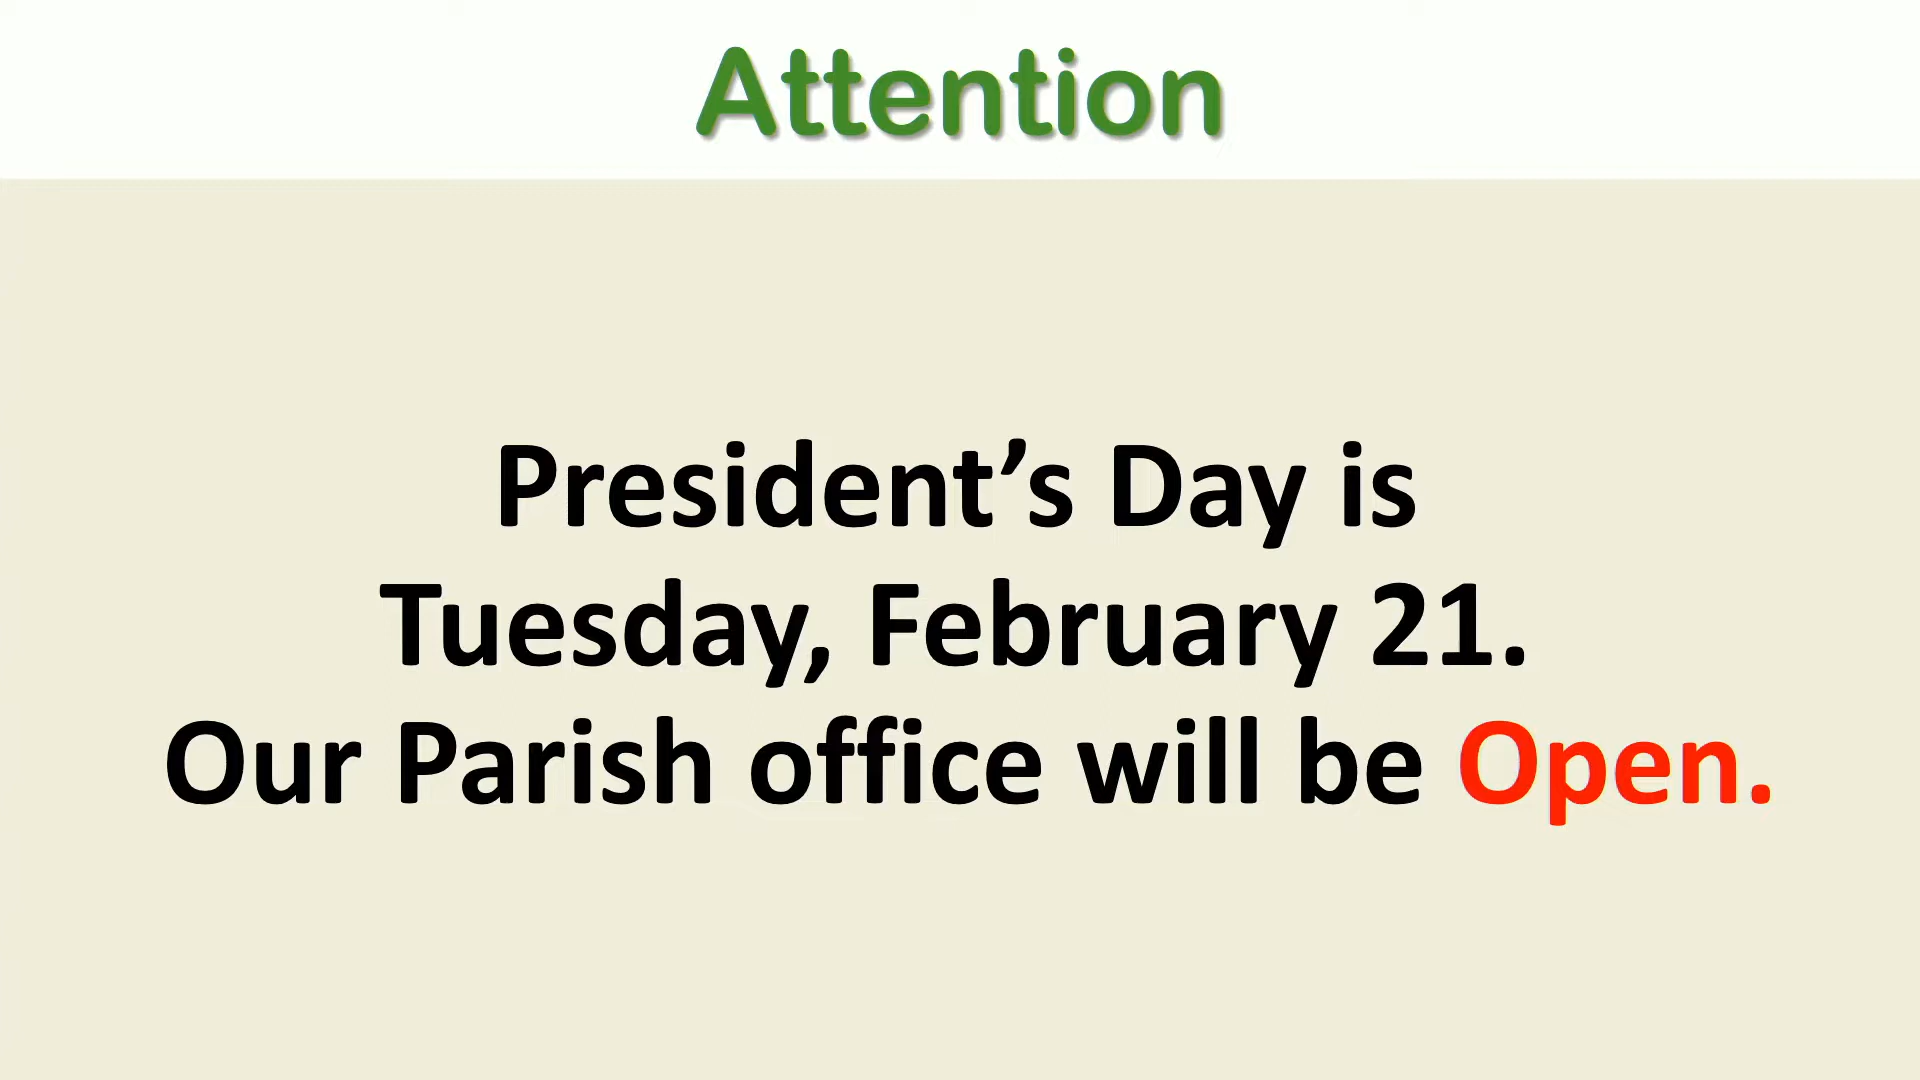 Attention
President’s Day is
Tuesday, February 21.
Our Parish office will be Open.